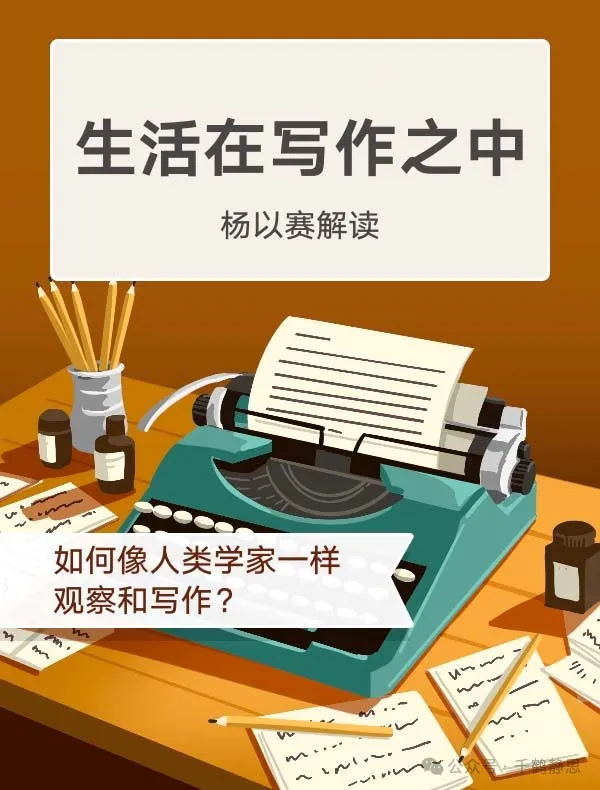 生活在写作之中
杨以赛解读
如何像人类学家一样
观察和写作？
公众号·千鹤静思